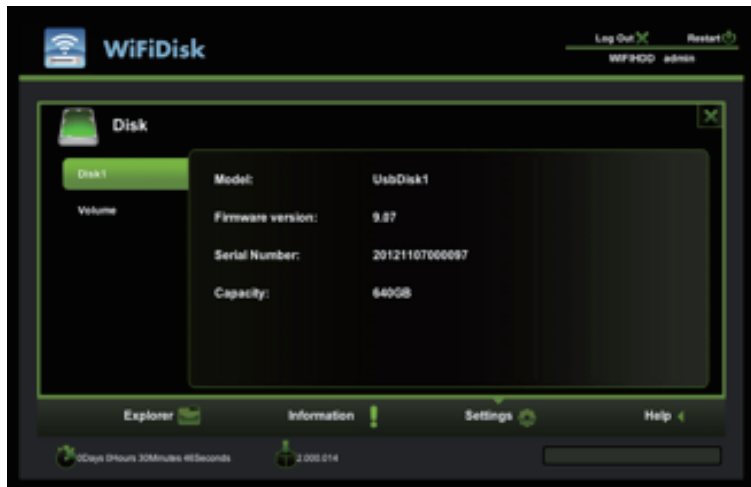 WiFiDisk
Log Out Restart
WIFIHDD admin
Disk
Disk1
Volume
Model: UsbDisk1
Firmware version: 9.07
Serial Number: 20121107000097
Capacity: 640GB
Explorer Information Settings Help
0Days 0Hours 30Minutes 46Seconds 2.000.014